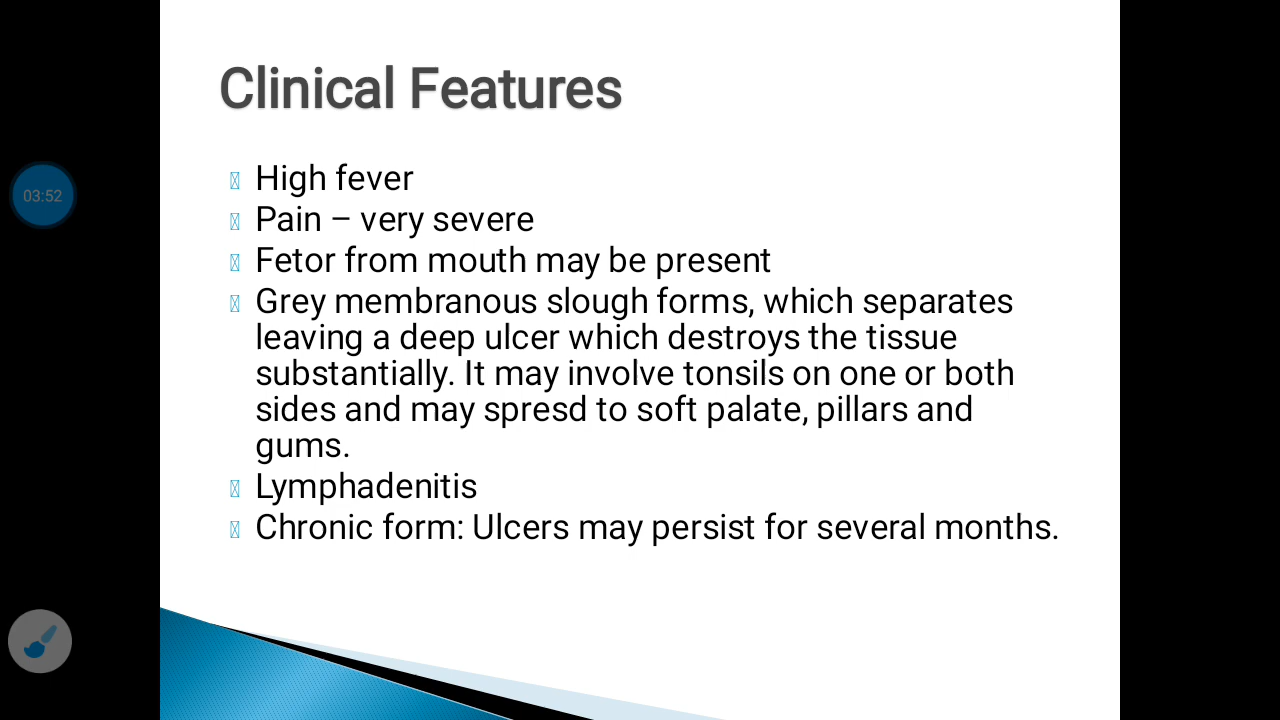 Clinical Features
High fever
03:52
Pain – very severe
Fetor from mouth may be present
Grey membranous slough forms, which separates
leaving a deep ulcer which destroys the tissue
substantially. It may involve tonsils on one or both
sides and may spresd to soft palate, pillars and
gums.
Lymphadenitis
Chronic form: Ulcers may persist for several months.